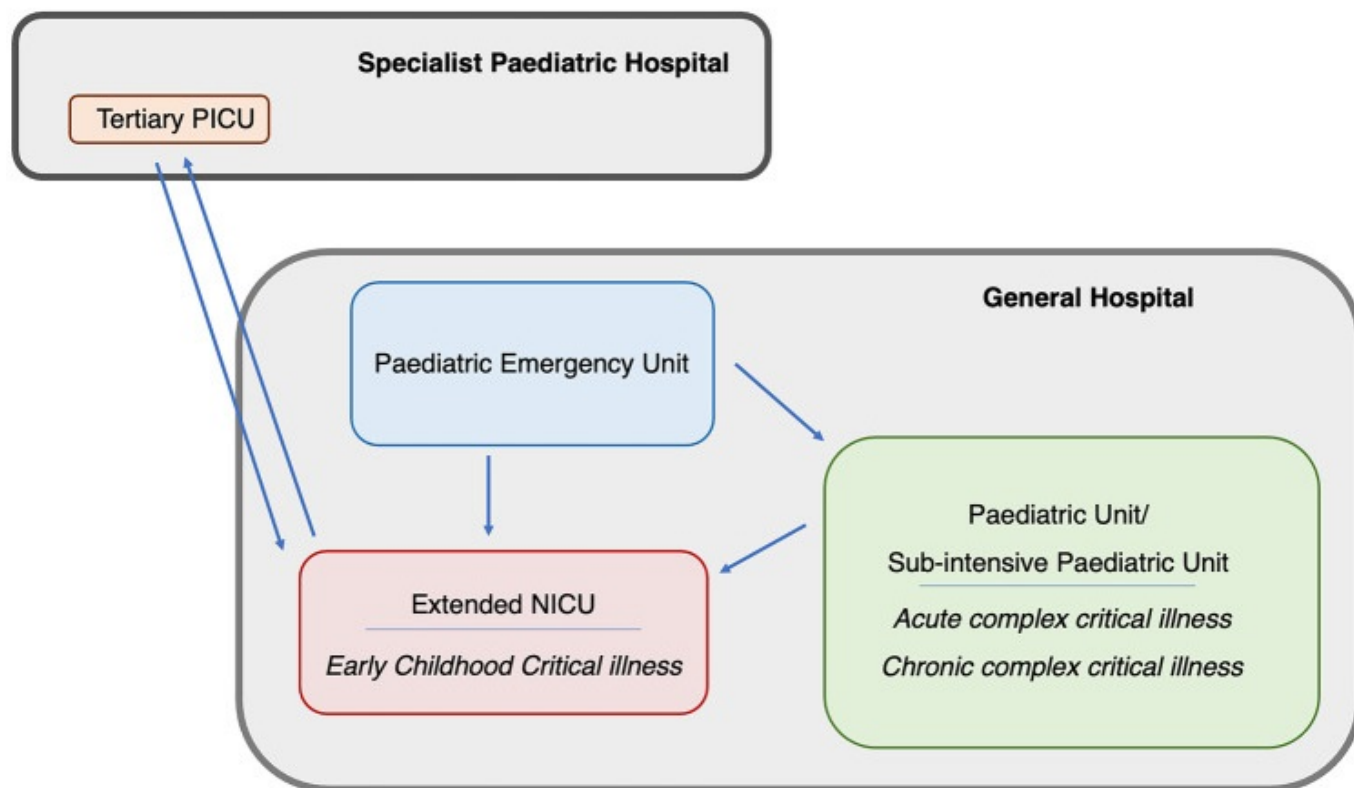 Specialist Paediatric Hospital
Tertiary PICU
General Hospital
Paediatric Emergency Unit
Paediatric Unit/
Sub-intensive Paediatric Unit
Acute complex critical illness
Chronic complex critical illness
Extended NICU
Early Childhood Critical illness